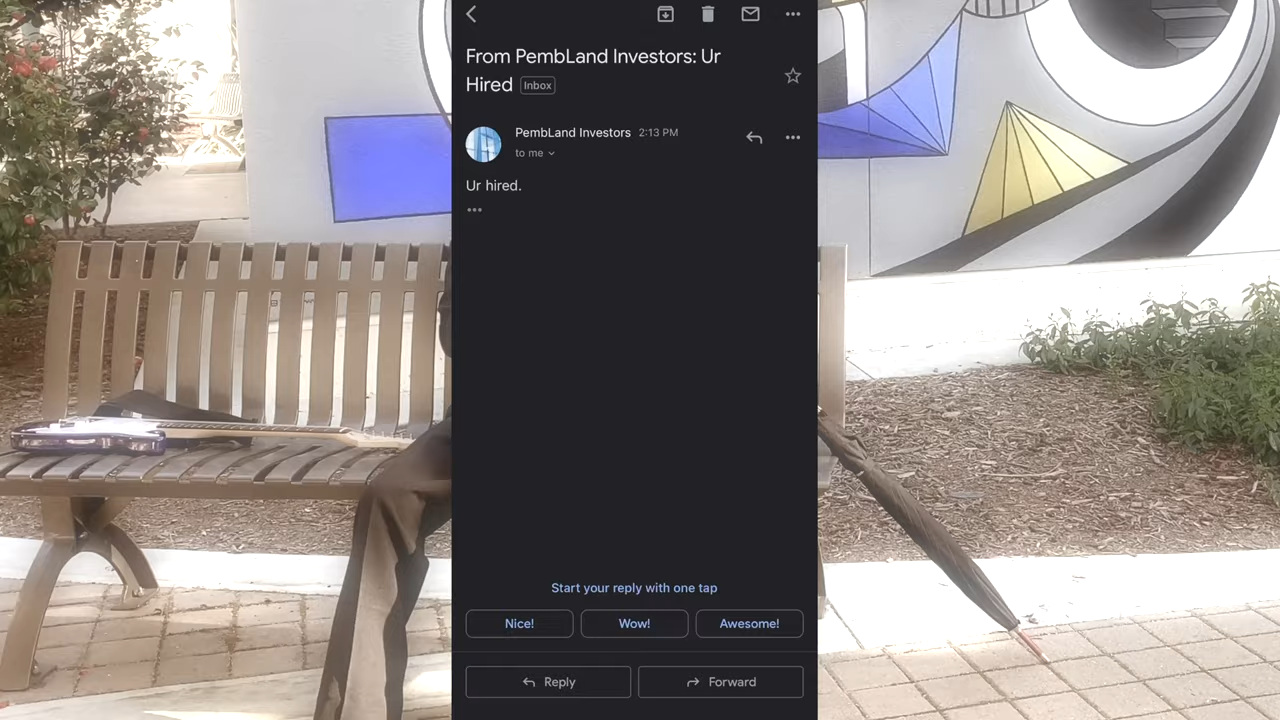 From PembLand Investors: Ur
Hired Inbox
PembLand Investors 2:13 PM
to me
Ur hired.
Start your reply with one tap
Nice! Wow! Awesome!
Reply Forward